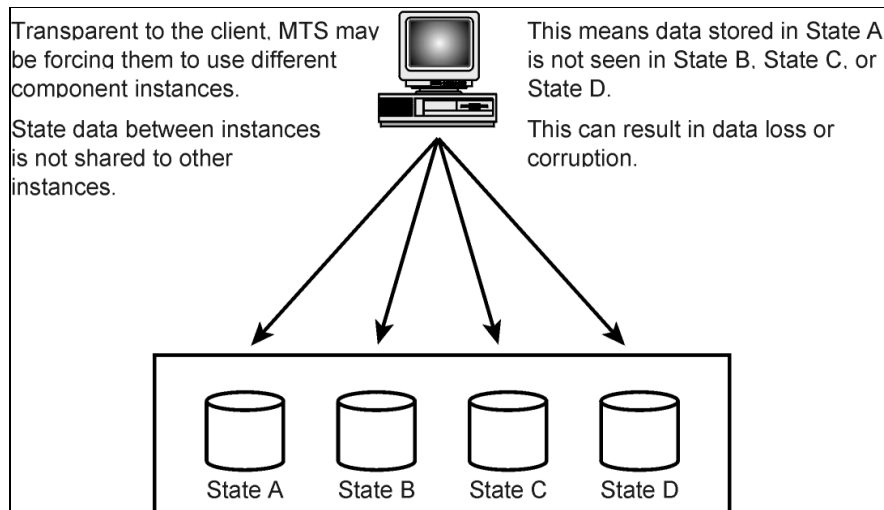 Transparent to the client, MTS may
be forcing them to use different
component instances.
State data between instances
is not shared to other
instances.
This means data stored in State A
is not seen in State B, State C, or
State D.
This can result in data loss or
corruption.
State A
State B
State C
State D